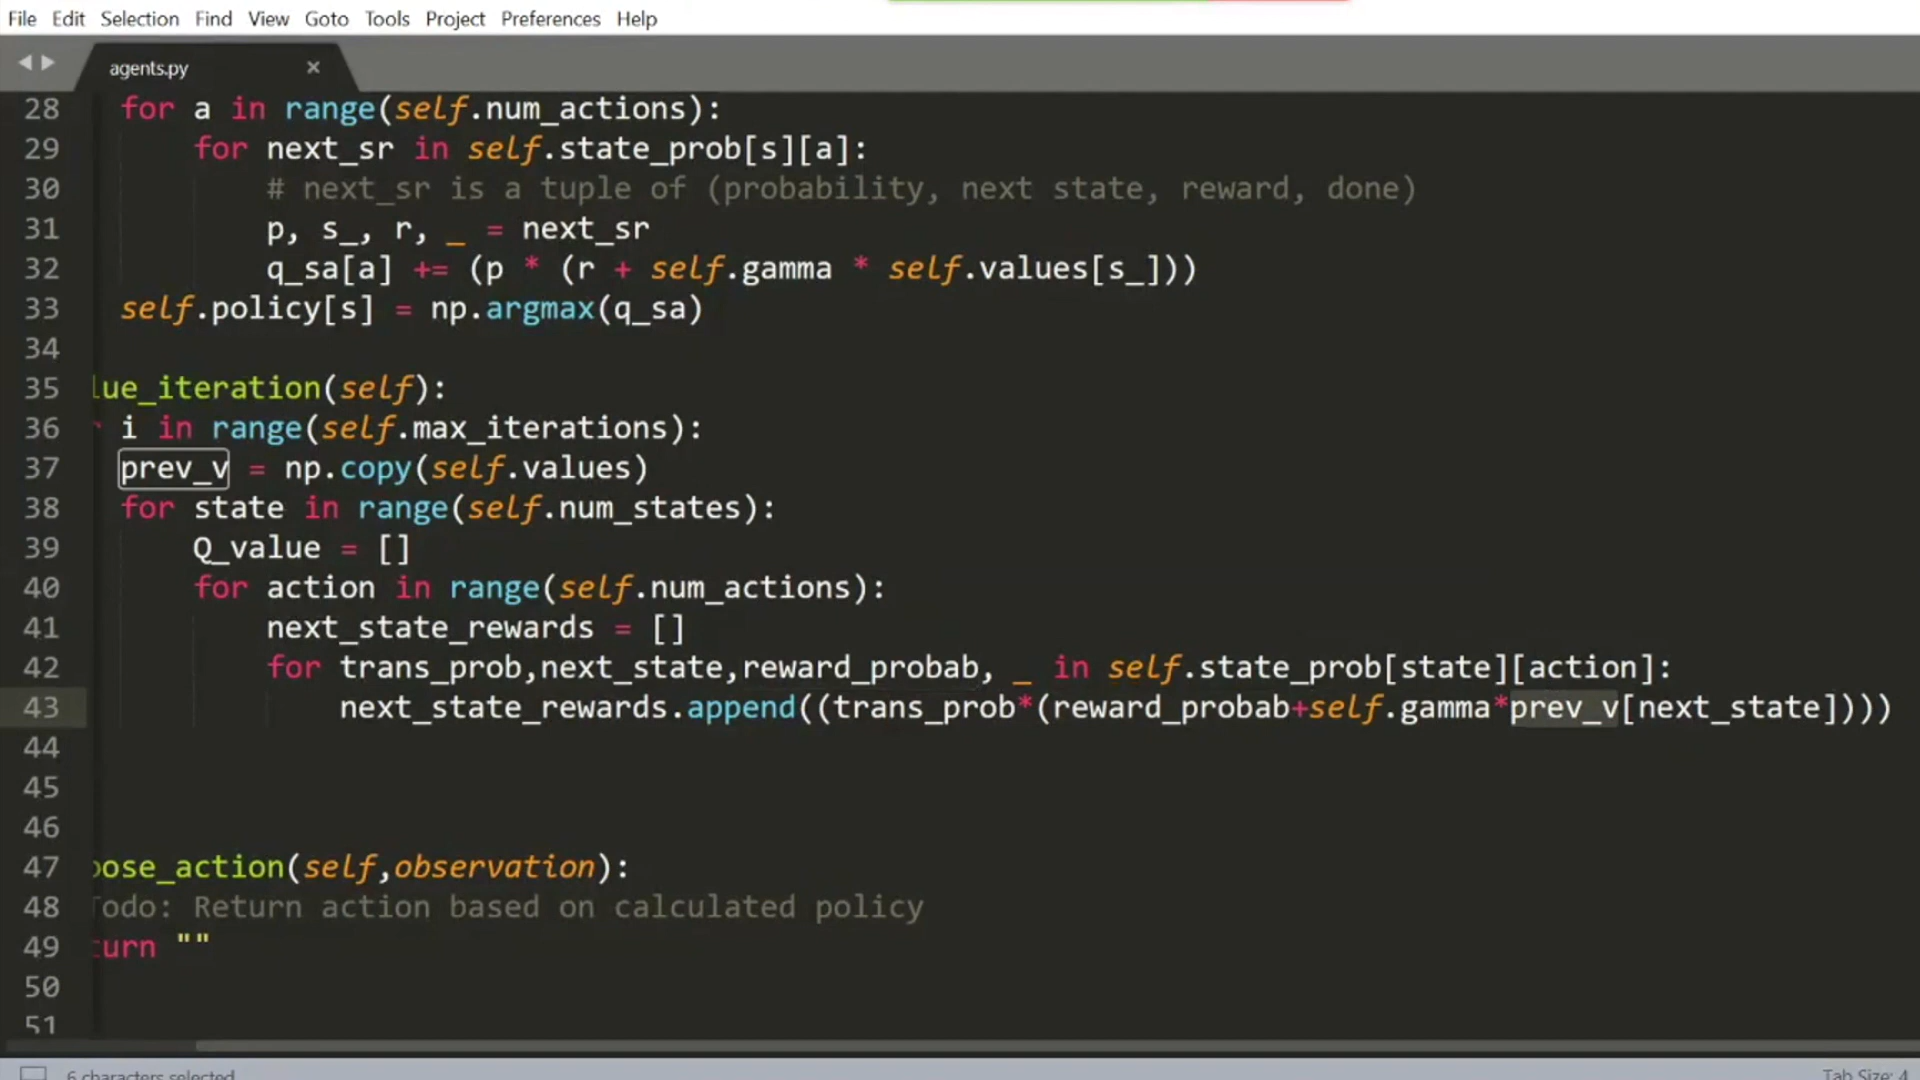 File Edit Selection Find View Goto Tools Project Preferences Help
agents.py ×
28 for a in range(self.num_actions):
29 for next_sr in self.state_prob[s][a]:
30 # next_sr is a tuple of (probability, next state, reward, done)
31 p, s_, r, _ = next_sr
32 q_sa[a] += (p * (r + self.gamma * self.values[s_]))
33 self.policy[s] = np.argmax(q_sa)
34
35 lue_iteration(self):
36 i in range(self.max_iterations):
37 prev_v = np.copy(self.values)
38 for state in range(self.num_states):
39 Q_value = []
40 for action in range(self.num_actions):
41 next_state_rewards = []
42 for trans_prob,next_state,reward_probab, _ in self.state_prob[state][action]:
43 next_state_rewards.append((trans_prob*(reward_probab+self.gamma*prev_v[next_state])))
44
45
46
47 oose_action(self,observation):
48 Todo: Return action based on calculated policy
49 turn ""
50
51
6 characters selected Tab Size: 4